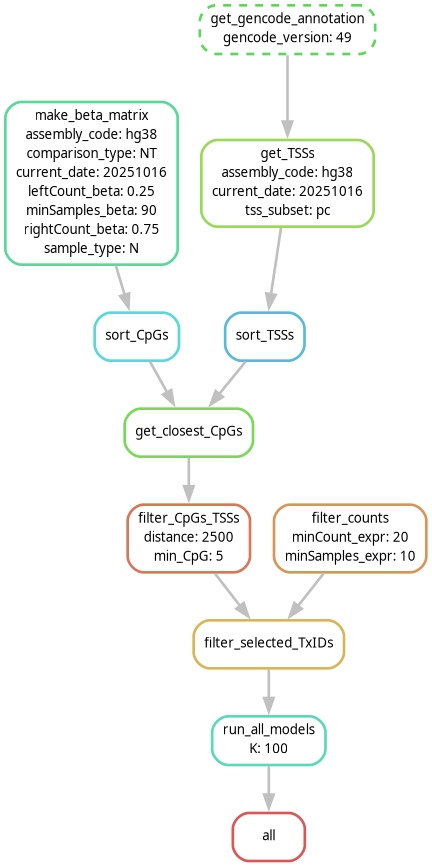 get_gencode_annotation
gencode_version: 49
make_beta_matrix
assembly_code: hg38
comparison_type: NT
current_date: 20251016
leftCount_beta: 0.25
minSamples_beta: 90
rightCount_beta: 0.75
sample_type: N
get_TSSs
assembly_code: hg38
current_date: 20251016
tss_subset: pc
sort_CpGs
sort_TSSs
get_closest_CpGs
filter_CpGs_TSSs
distance: 2500
min_CpG: 5
filter_counts
minCount_expr: 20
minSamples_expr: 10
filter_selected_TxIDs
run_all_models
K: 100
all